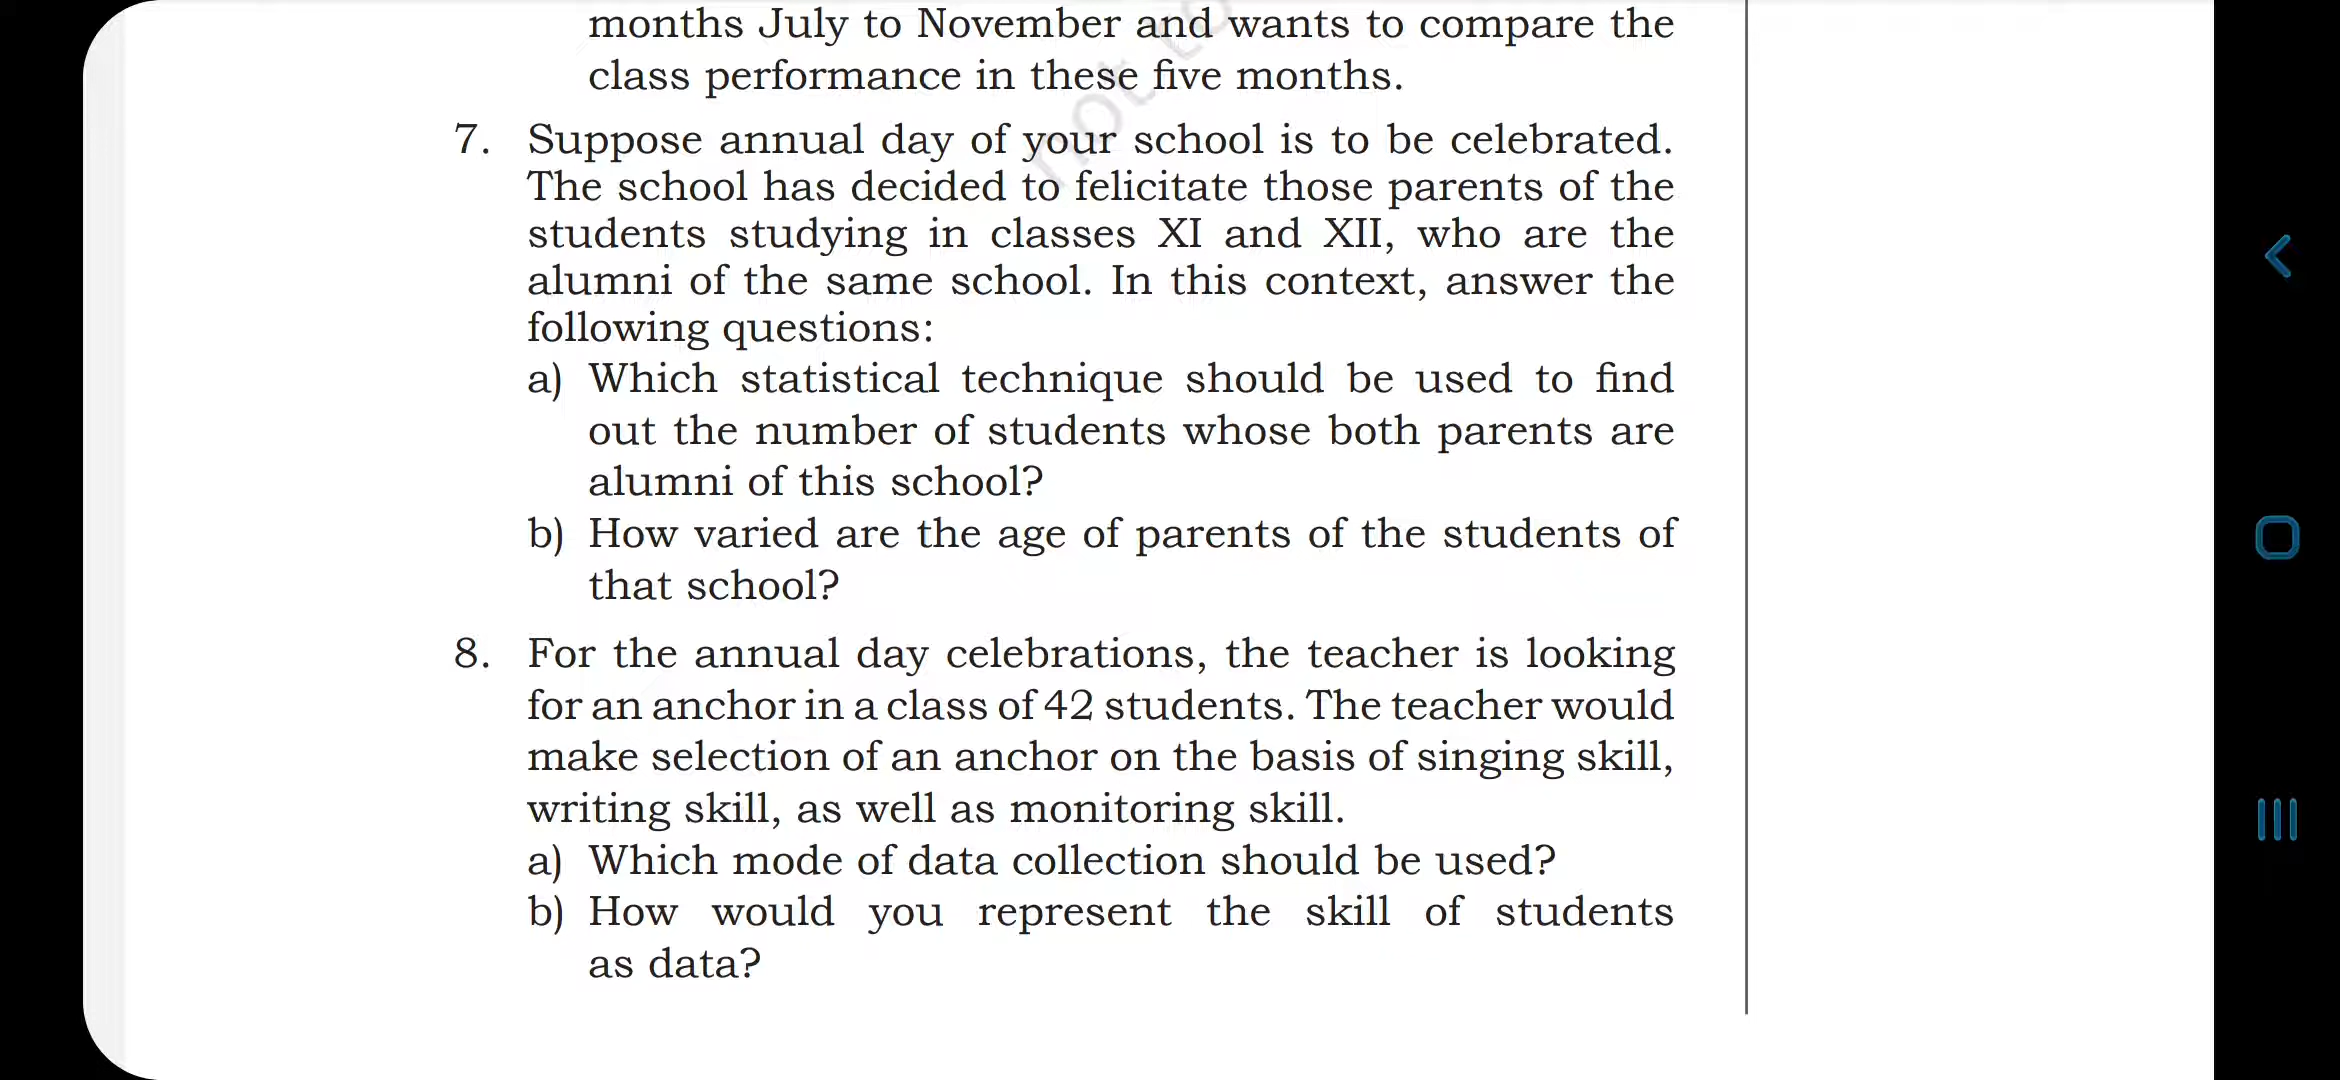 months July to November and wants to compare the
class performance in these five months.
7. Suppose annual day of your school is to be celebrated.
The school has decided to felicitate those parents of the
students studying in classes XI and XII, who are the
alumni of the same school. In this context, answer the
following questions:
a) Which statistical technique should be used to find
out the number of students whose both parents are
alumni of this school?
b) How varied are the age of parents of the students of
that school?
8. For the annual day celebrations, the teacher is looking
for an anchor in a class of 42 students. The teacher would
make selection of an anchor on the basis of singing skill,
writing skill, as well as monitoring skill.
a) Which mode of data collection should be used?
b) How would you represent the skill of students
as data?
not to